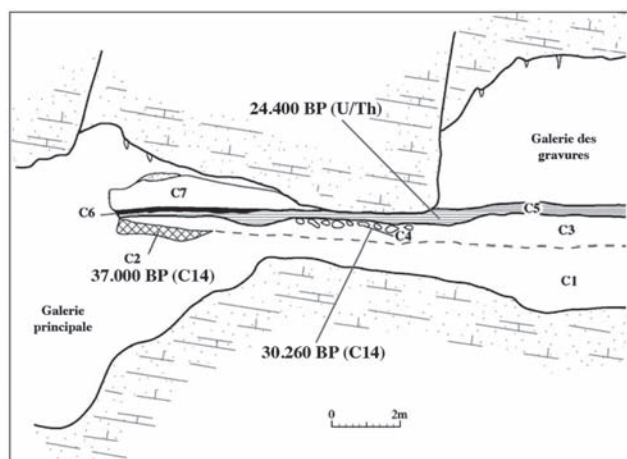 24.400 BP (U/Th)
Galerie des
gravures
C7
C6
C5
C3
C4
C2
37.000 BP (C14)
C1
Galerie
principale
30.260 BP (C14)
0 2m